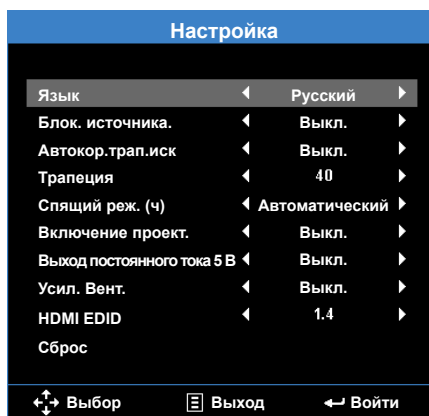 Настройка
Язык Русский
Блок. источника. Выкл.
Автокор.трап.иск Выкл.
Трапеция 40
Спящий реж. (ч) Автоматический
Включение проект. Выкл.
Выход постоянного тока 5 В Выкл.
Усил. Вент. Выкл.
HDMI EDID 1.4
Сброс
Выбор Выход Войти